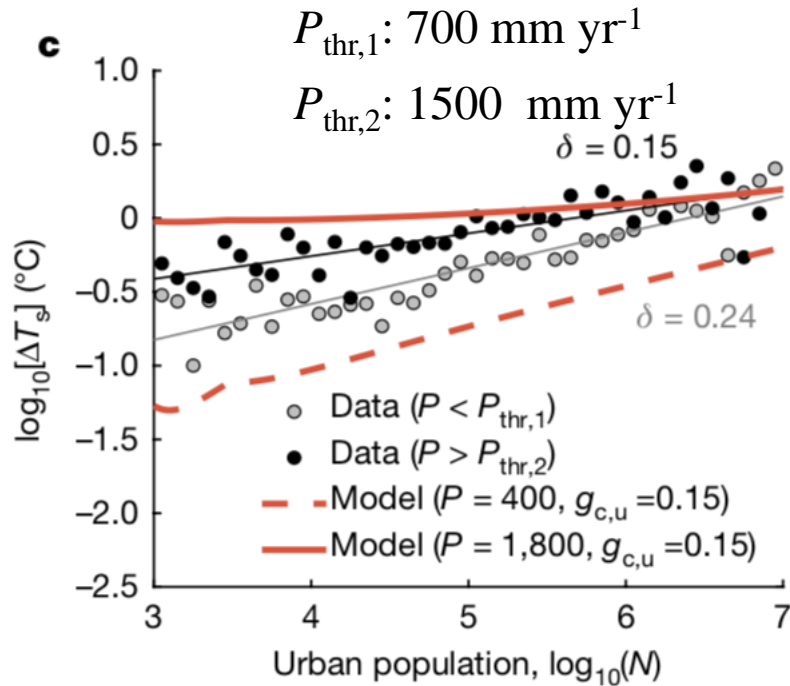 c
P_thr,1: 700 mm yr⁻¹
P_thr,2: 1500 mm yr⁻¹
δ = 0.15
δ = 0.24
log₁₀[ΔT_s] (°C)
1.0
0.5
0
−0.5
−1.0
−1.5
−2.0
−2.5
Data (P < P_thr,1)
Data (P > P_thr,2)
Model (P = 400, g_c,u =0.15)
Model (P = 1,800, g_c,u =0.15)
3 4 5 6 7
Urban population, log₁₀(N)